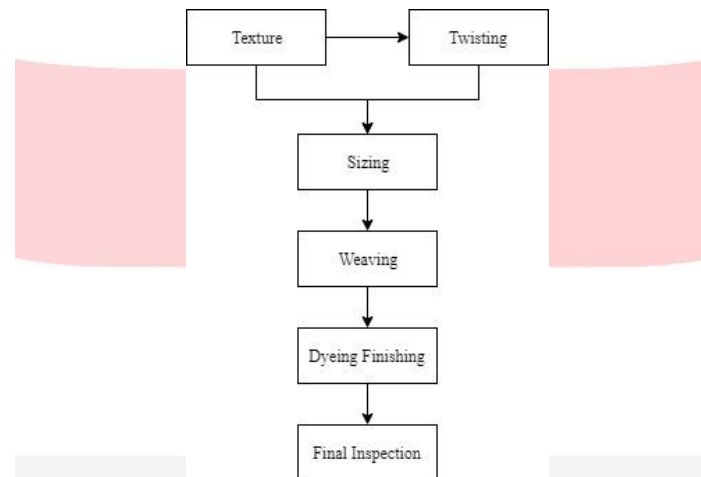 Texture
Twisting
Sizing
Weaving
Dyeing Finishing
Final Inspection